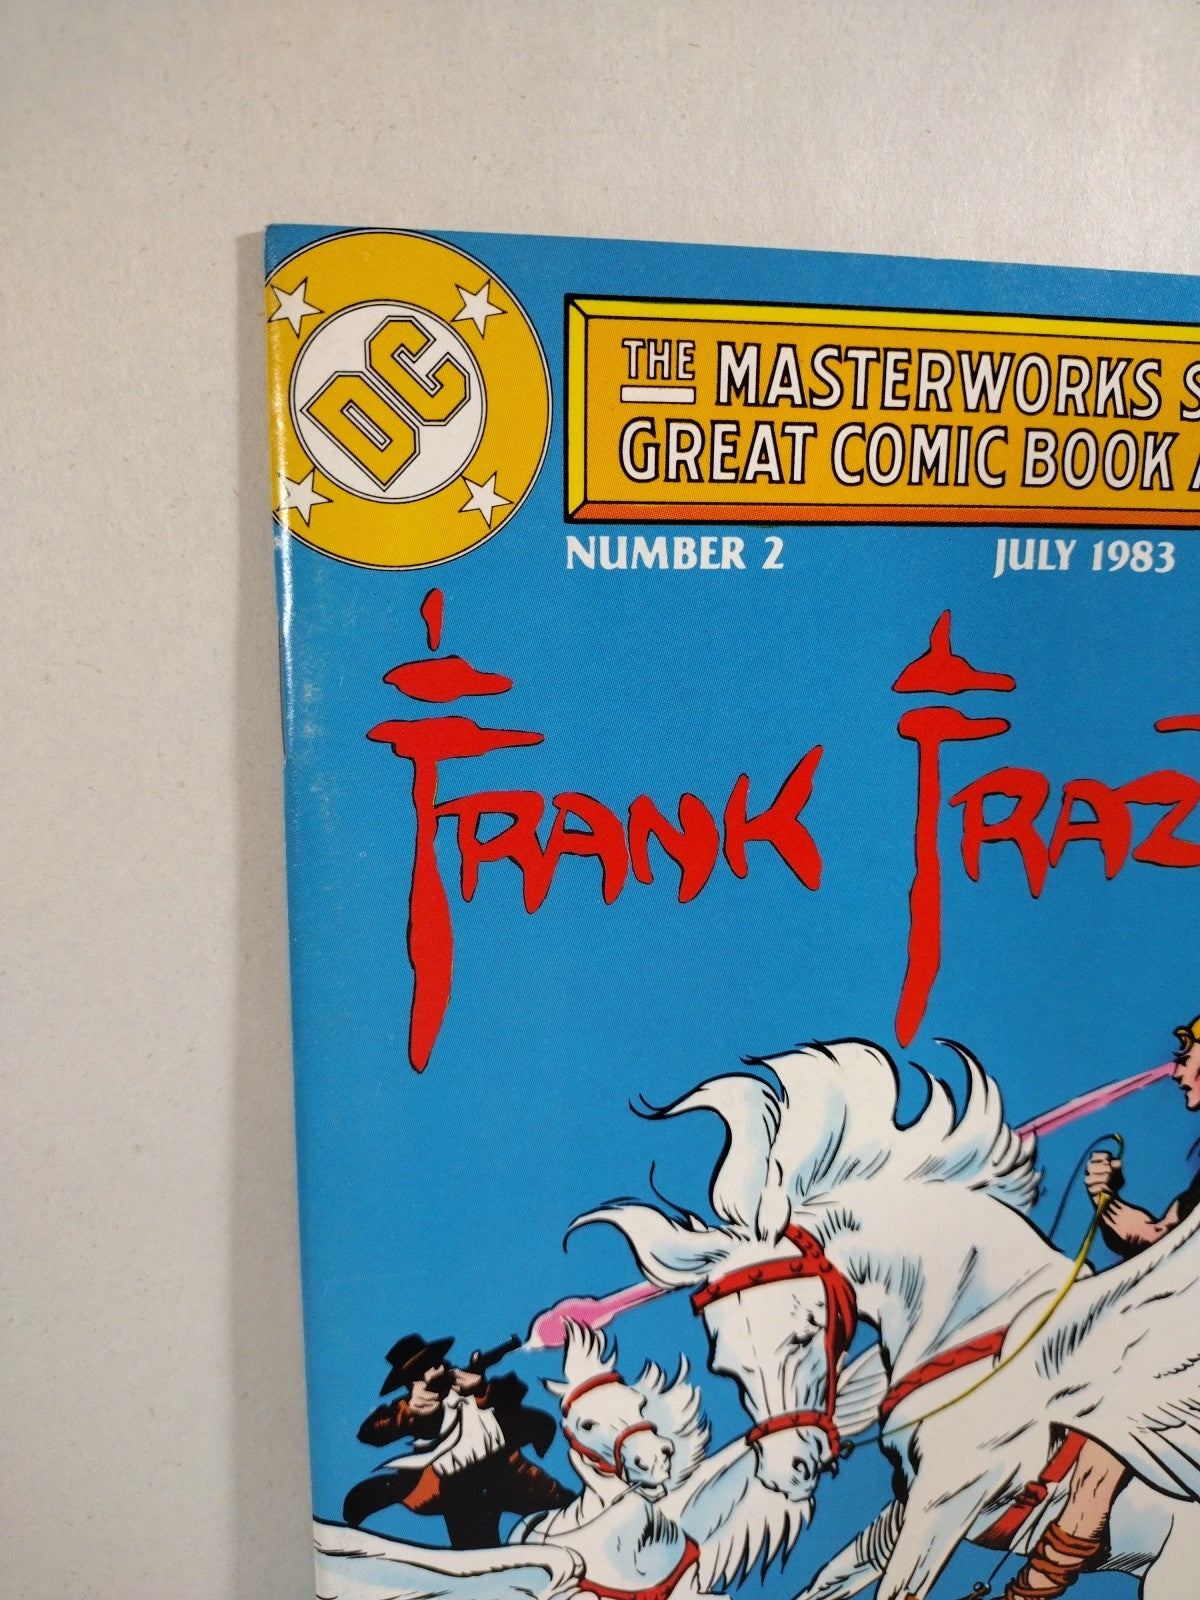 DC
THE MASTERWORKS S
GREAT COMIC BOOK A
NUMBER 2 JULY 1983
FRANK FRAZ